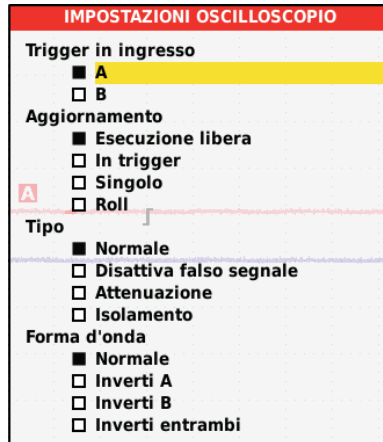 IMPOSTAZIONI OSCILLOSCOPIO
Trigger in ingresso
A
B
Aggiornamento
Esecuzione libera
In trigger
Singolo
A
Roll
Tipo
Normale
Disattiva falso segnale
Attenuazione
Isolamento
Forma d'onda
Normale
Inverti A
Inverti B
Inverti entrambi